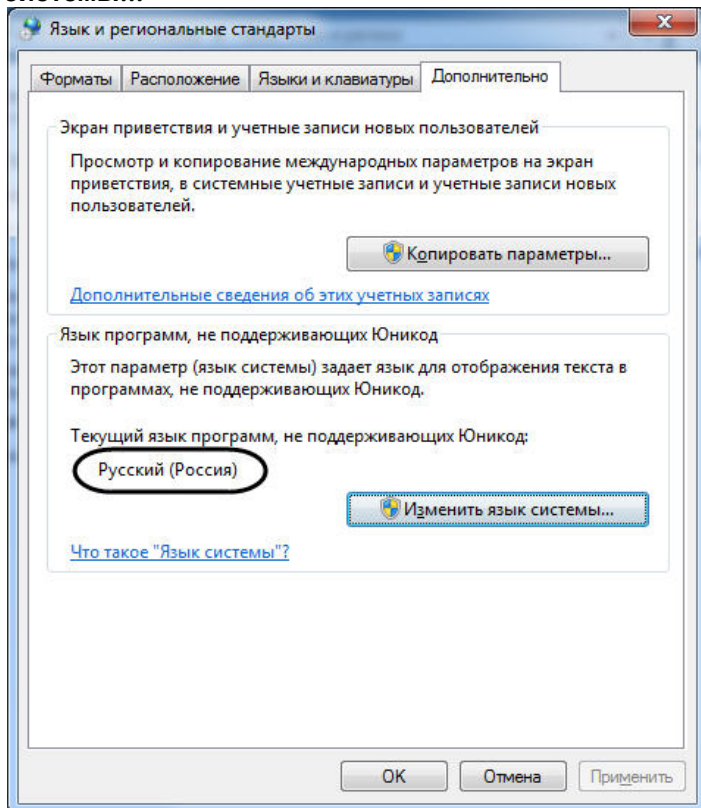 Язык и региональные стандарты
Форматы Расположение Языки и клавиатуры Дополнительно
Экран приветствия и учетные записи новых пользователей
Просмотр и копирование международных параметров на экран
приветствия, в системные учетные записи и учетные записи новых
пользователей.
Копировать параметры...
Дополнительные сведения об этих учетных записях
Язык программ, не поддерживающих Юникод
Этот параметр (язык системы) задает язык для отображения текста в
программах, не поддерживающих Юникод.
Текущий язык программ, не поддерживающих Юникод:
Русский (Россия)
Изменить язык системы...
Что такое "Язык системы"?
OK Отмена Применить